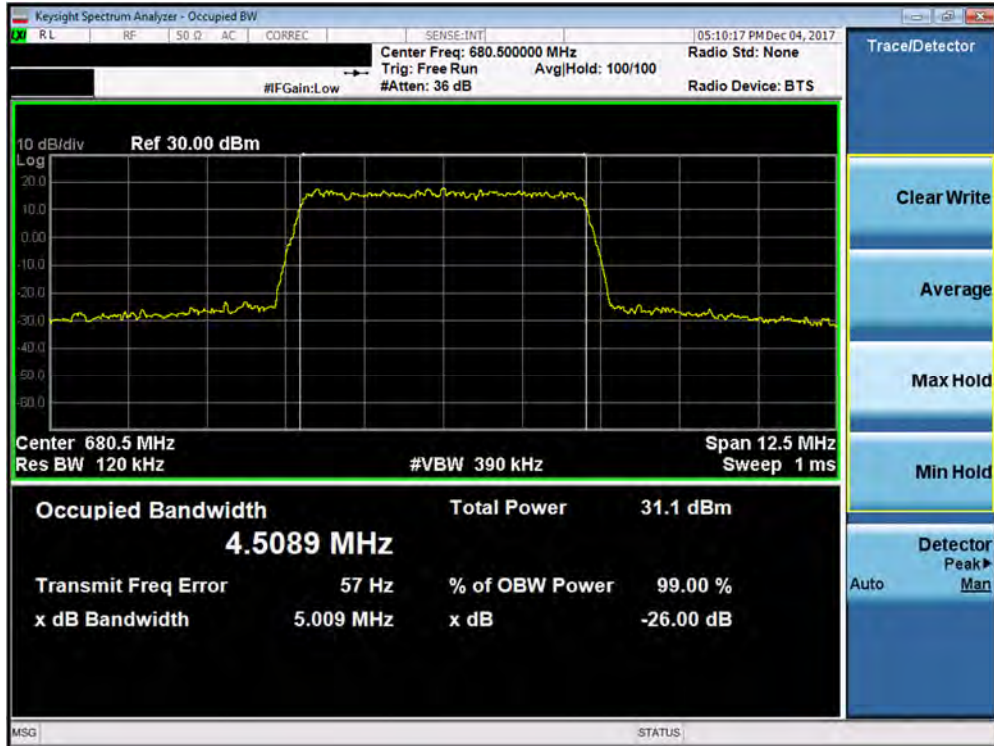 Keysight Spectrum Analyzer - Occupied BW
LXI RL RF 50 Ω AC CORREC SENSE:INT 05:10:17 PM Dec 04, 2017
Center Freq: 680.500000 MHz Radio Std: None
Trig: Free Run Avg|Hold: 100/100
#IFGain:Low #Atten: 36 dB Radio Device: BTS
10 dB/div Ref 30.00 dBm
Log
20.0
10.0
0.00
-10.0
-20.0
-30.0
-40.0
-50.0
-60.0
Center 680.5 MHz Span 12.5 MHz
Res BW 120 kHz #VBW 390 kHz Sweep 1 ms
Occupied Bandwidth Total Power 31.1 dBm
4.5089 MHz
Transmit Freq Error 57 Hz % of OBW Power 99.00 %
x dB Bandwidth 5.009 MHz x dB -26.00 dB
MSG STATUS
Trace/Detector
Clear Write
Average
Max Hold
Min Hold
Detector
Peak▶
Auto Man